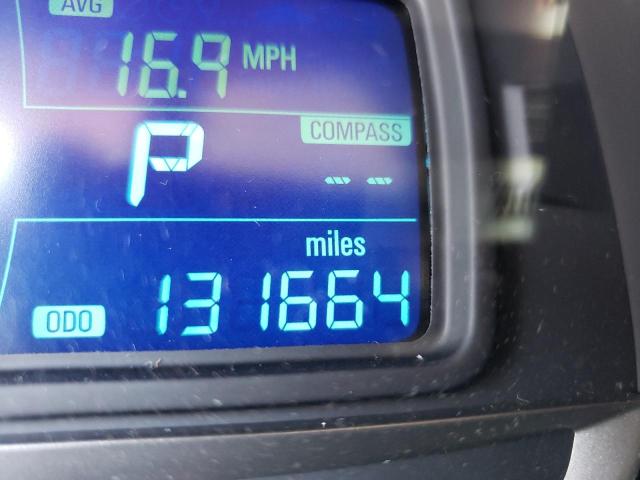 AVG
16.9 MPH
COMPASS
P -- --
miles
ODO 131664